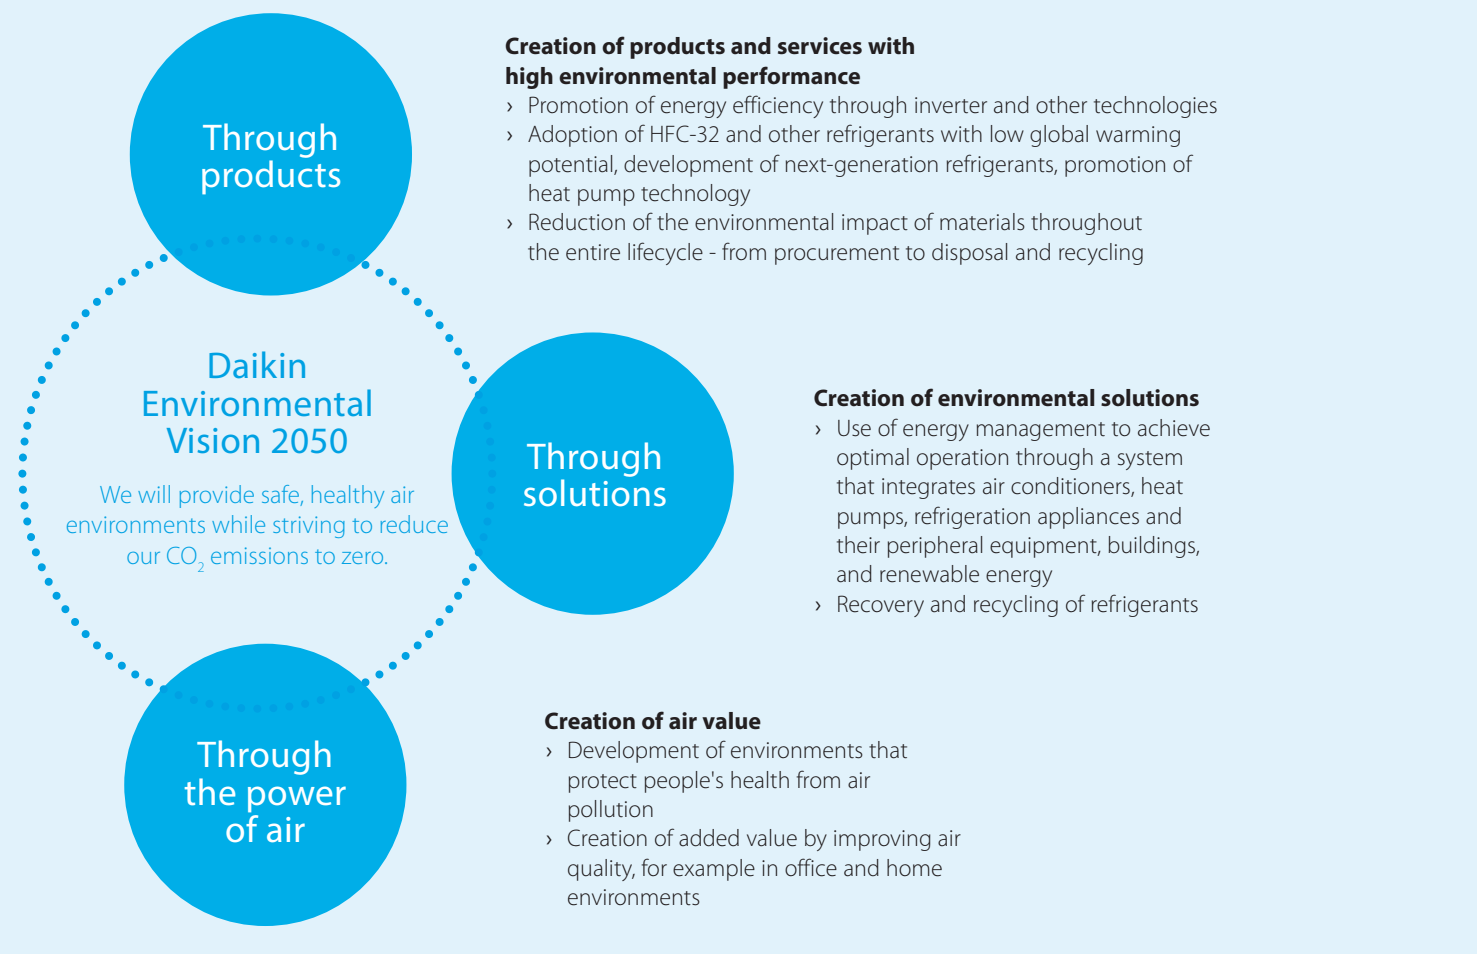 Through
products
Creation of products and services with
high environmental performance
› Promotion of energy efficiency through inverter and other technologies
› Adoption of HFC-32 and other refrigerants with low global warming
potential, development of next-generation refrigerants, promotion of
heat pump technology
› Reduction of the environmental impact of materials throughout
the entire lifecycle - from procurement to disposal and recycling
Daikin
Environmental
Vision 2050
We will provide safe, healthy air
environments while striving to reduce
our CO₂ emissions to zero.
Through
solutions
Creation of environmental solutions
› Use of energy management to achieve
optimal operation through a system
that integrates air conditioners, heat
pumps, refrigeration appliances and
their peripheral equipment, buildings,
and renewable energy
› Recovery and recycling of refrigerants
Through
the power
of air
Creation of air value
› Development of environments that
protect people's health from air
pollution
› Creation of added value by improving air
quality, for example in office and home
environments